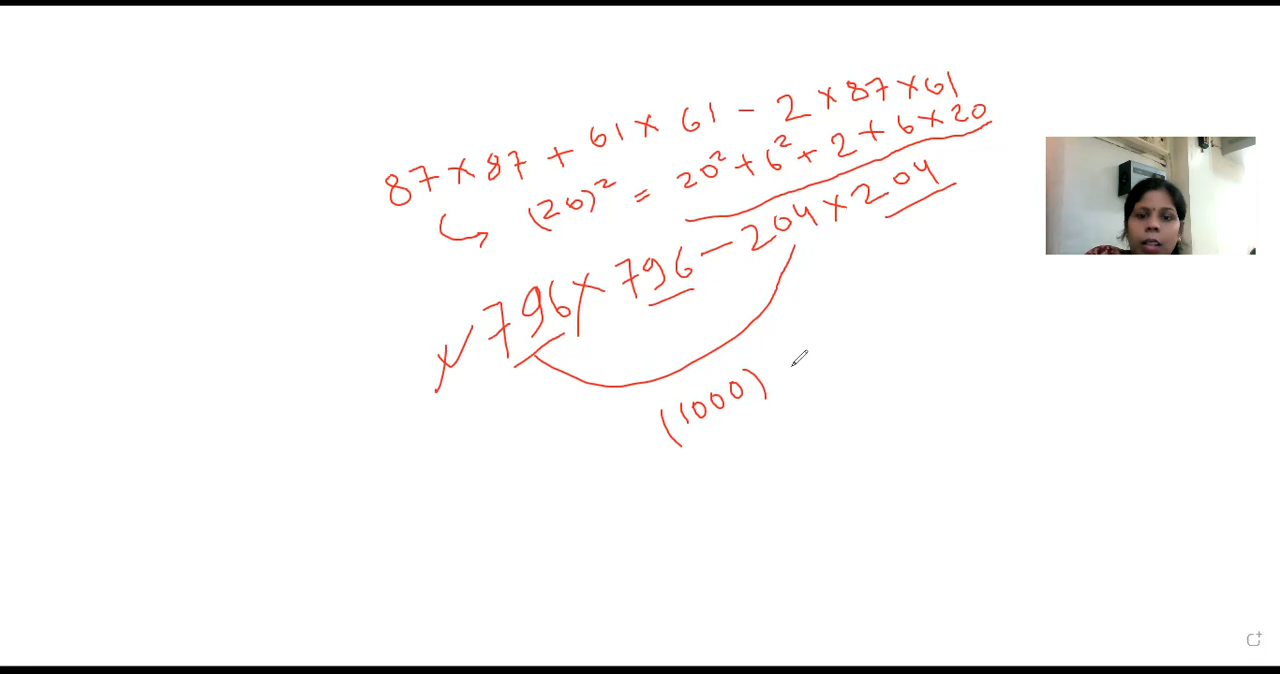 87 × 87 + 61 × 61 - 2 × 87 × 61
(26)² = 20² + 6² + 2 × 6 × 20
796 × 796 - 204 × 204
(1000)